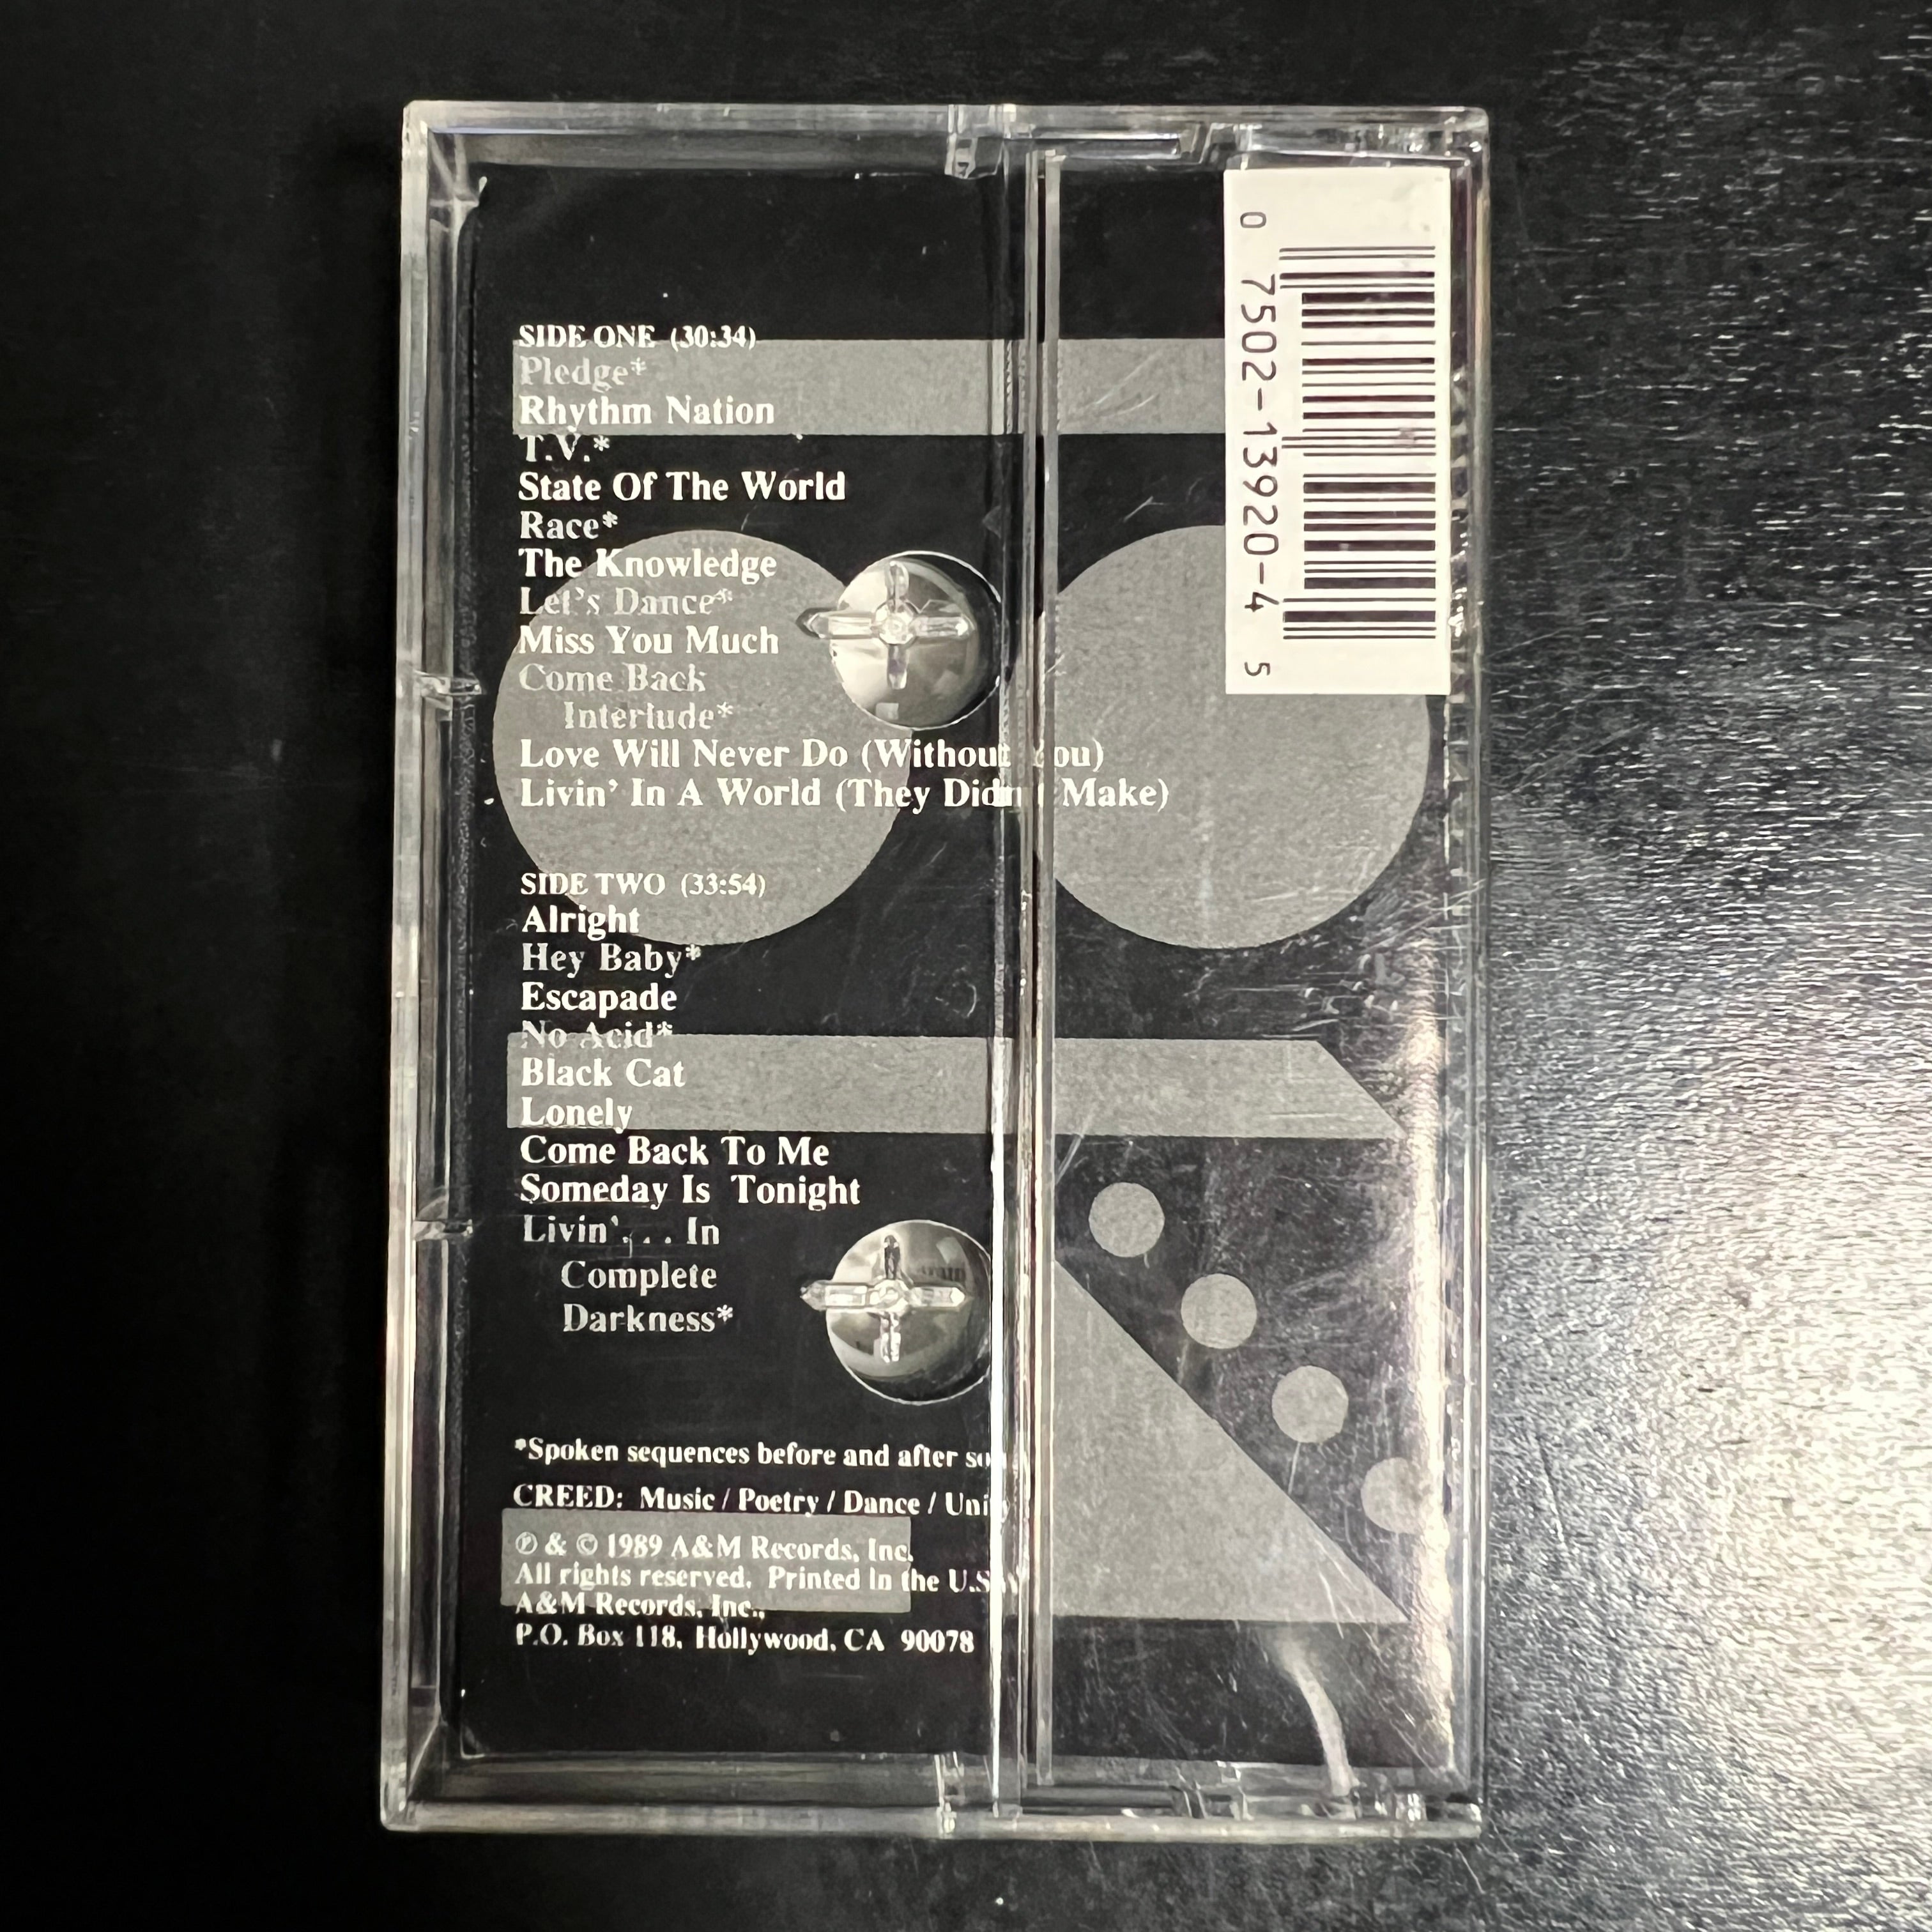 SIDE ONE (30:34)
Pledge*
Rhythm Nation
T.V.*
State Of The World
Race*
The Knowledge
Let's Dance*
Miss You Much
Come Back
Interlude*
Love Will Never Do (Without You)
Livin' In A World (They Didn't Make)
SIDE TWO (33:54)
Alright
Hey Baby*
Escapade
No Acid*
Black Cat
Lonely
Come Back To Me
Someday Is Tonight
Livin'... In
Complete
Darkness*
*Spoken sequences before and after
CREED: Music / Poetry / Dance / Unity
℗ & © 1989 A&M Records, Inc.
All rights reserved. Printed In the U.S.A.
A&M Records, Inc.,
P.O. Box 118, Hollywood, CA 90078
0 7502-13920-4 5